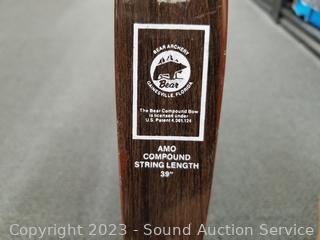 BEAR ARCHERY
Bear
GAINESVILLE, FLORIDA
The Bear Compound Bow
is licensed under
U.S. Patent 4,061,124
AMO
COMPOUND
STRING LENGTH
39"
Copyright 2023 - Sound Auction Service